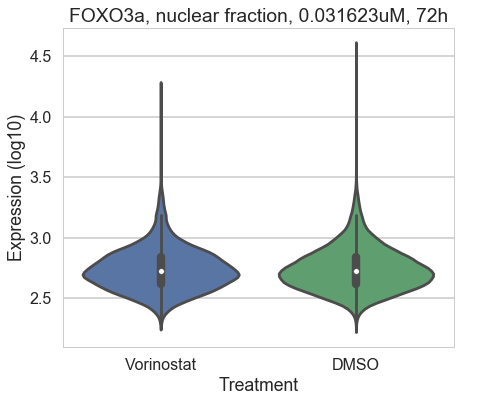 FOXO3a, nuclear fraction, 0.031623uM, 72h
Expression (log10)
4.5
4.0
3.5
3.0
2.5
Vorinostat DMSO
Treatment